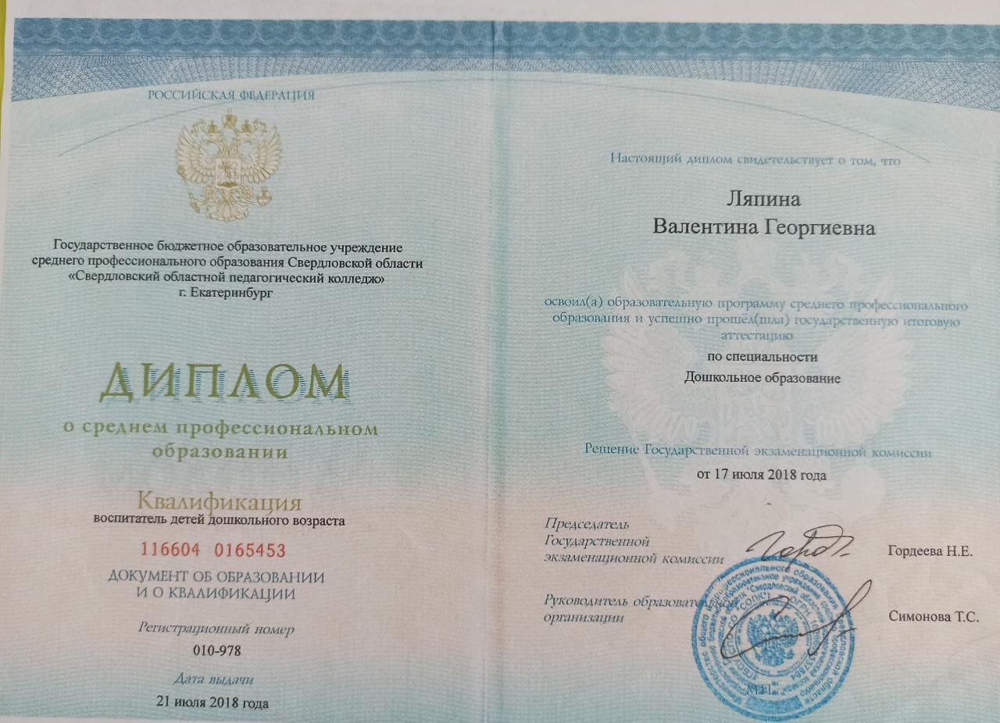 РОССИЙСКАЯ ФЕДЕРАЦИЯ
Государственное бюджетное образовательное учреждение
среднего профессионального образования Свердловской области
«Свердловский областной педагогический колледж»
г. Екатеринбург
ДИПЛОМ
о среднем профессиональном
образовании
Квалификация
воспитатель детей дошкольного возраста
116604 0165453
ДОКУМЕНТ ОБ ОБРАЗОВАНИИ
И О КВАЛИФИКАЦИИ
Регистрационный номер
010-978
Дата выдачи
21 июля 2018 года
Настоящий диплом свидетельствует о том, что
Ляпина
Валентина Георгиевна
освоил(а) образовательную программу среднего профессионального
образования и успешно прошёл(шла) государственную итоговую
аттестацию
по специальности
Дошкольное образование
Решение Государственной экзаменационной комиссии
от 17 июля 2018 года
Председатель
Государственной
экзаменационной комиссии
Гордеева Н.Е.
Руководитель образовательной
организации
Симонова Т.С.
М.П.